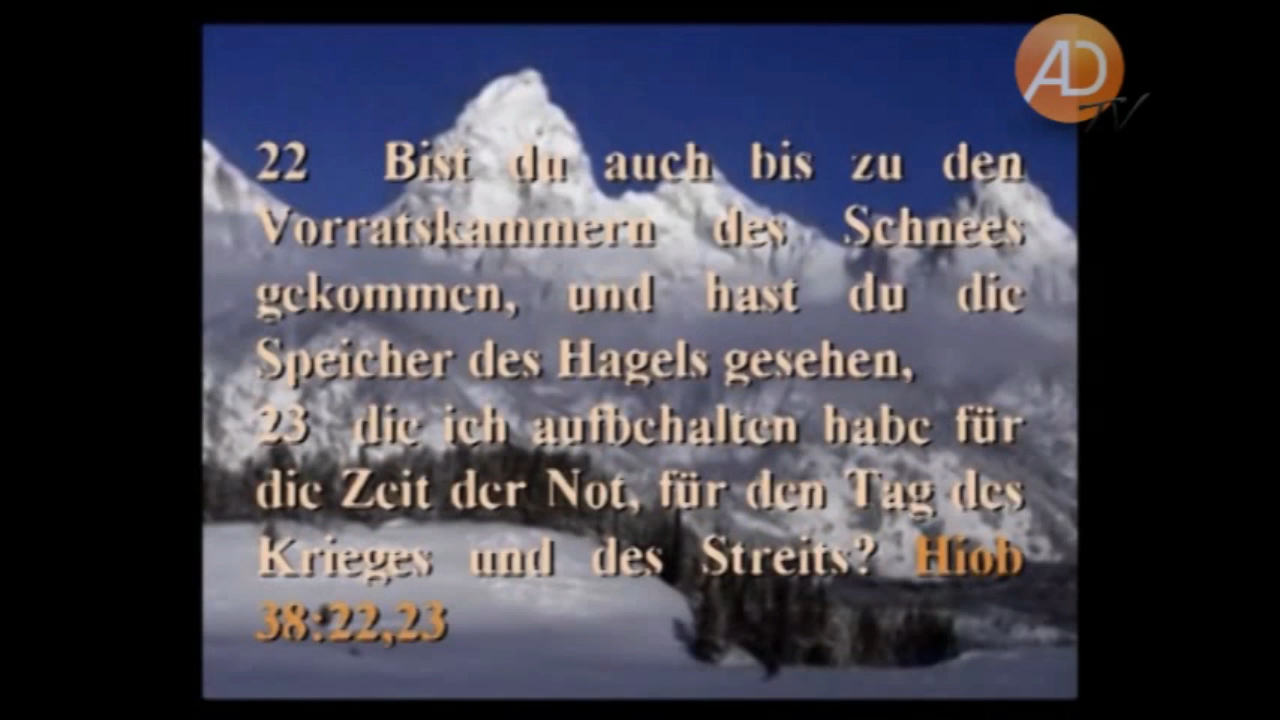 AD
TV
22 Bist du auch bis zu den
Vorratskammern des Schnees
gekommen, und hast du die
Speicher des Hagels gesehen,
23 die ich aufbehalten habe für
die Zeit der Not, für den Tag des
Krieges und des Streits? Hiob
38:22,23